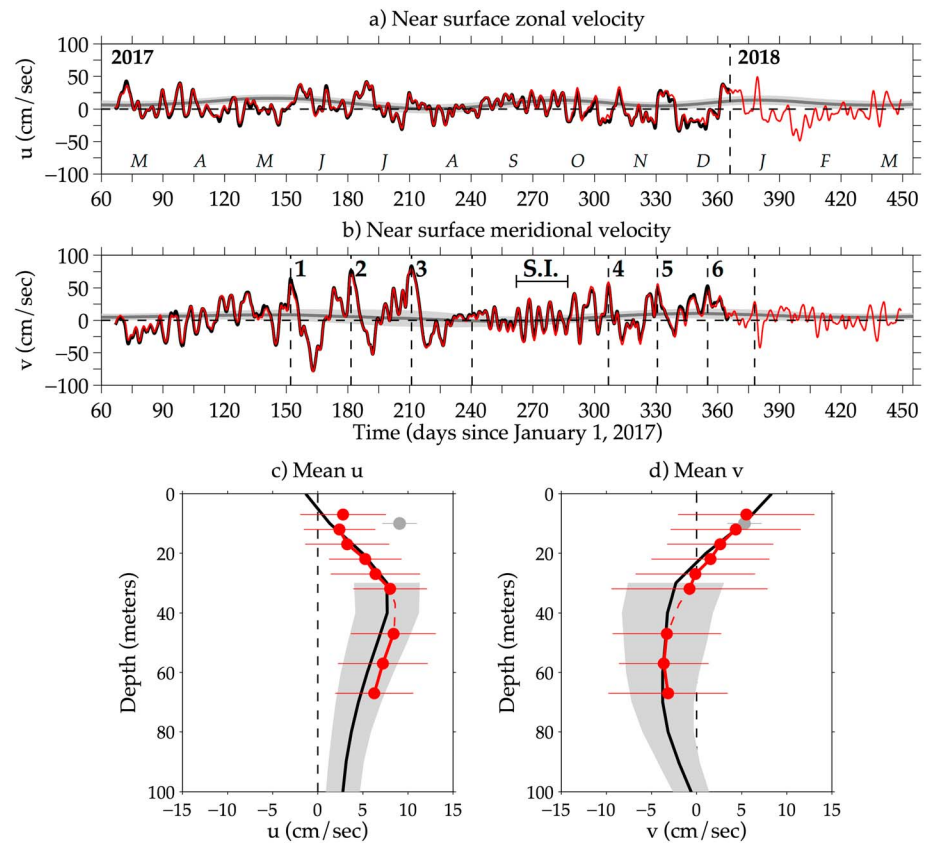 a) Near surface zonal velocity
100
50
0
−50
−100
u (cm/sec)
2017
2018
M A M J J A S O N D J F M
60 90 120 150 180 210 240 270 300 330 360 390 420 450
b) Near surface meridional velocity
100
50
0
−50
−100
v (cm/sec)
1 2 3 S.I. 4 5 6
60 90 120 150 180 210 240 270 300 330 360 390 420 450
Time (days since January 1, 2017)
c) Mean u
0
20
40
60
80
100
Depth (meters)
−15 −10 −5 0 5 10 15
u (cm/sec)
d) Mean v
0
20
40
60
80
100
Depth (meters)
−15 −10 −5 0 5 10 15
v (cm/sec)